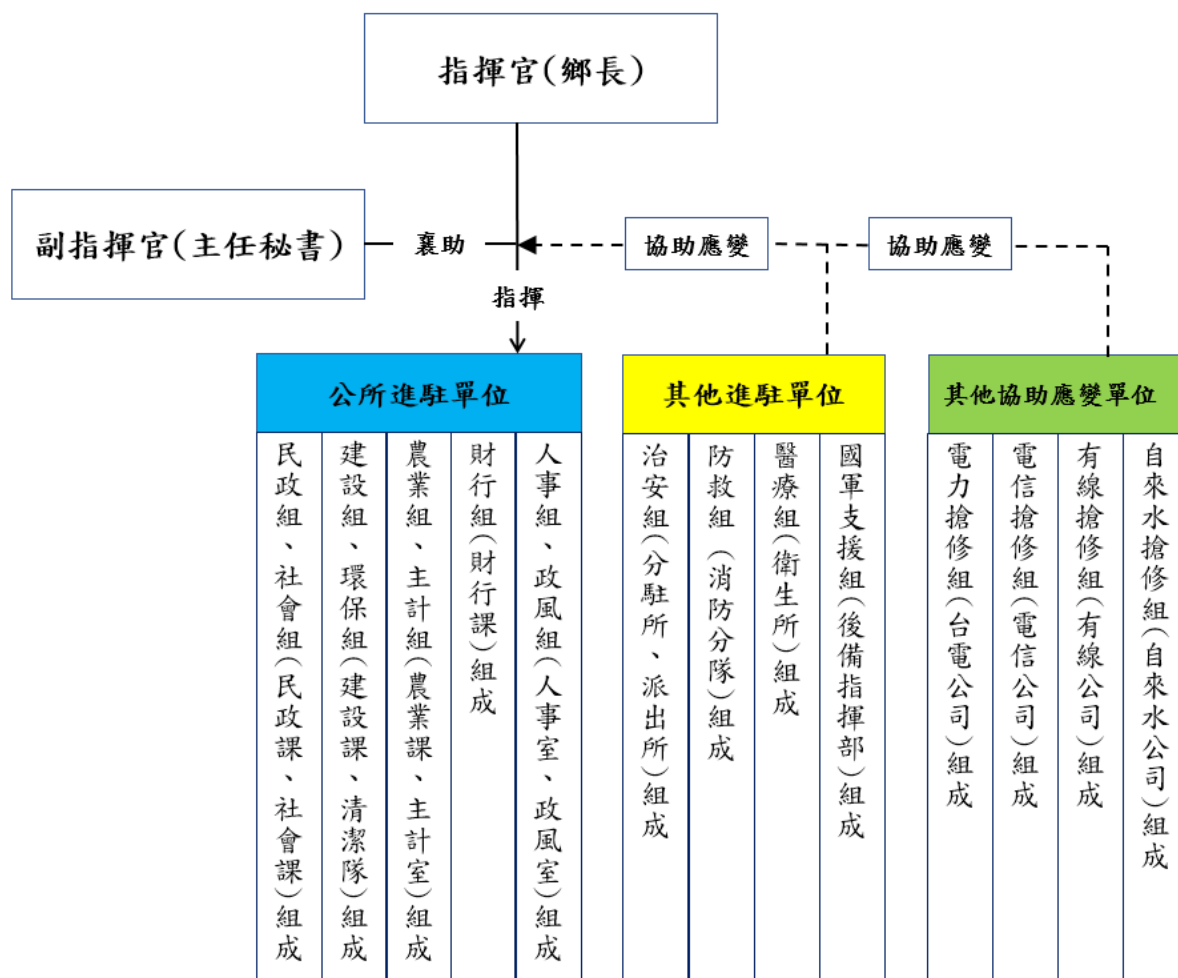 指揮官(鄉長)
副指揮官(主任秘書)
襄助
協助應變
協助應變
指揮
公所進駐單位
其他進駐單位
其他協助應變單位
民政組、社會組(民政課、社會課)組成
建設組、環保組(建設課、清潔隊)組成
農業組、主計組(農業課、主計室)組成
財行組(財行課)組成
人事組、政風組(人事室、政風室)組成
治安組(分駐所、派出所)組成
防救組(消防分隊)組成
醫療組(衛生所)組成
國軍支援組(後備指揮部)組成
電力搶修組(台電公司)組成
電信搶修組(電信公司)組成
有線搶修組(有線公司)組成
自來水搶修組(自來水公司)組成